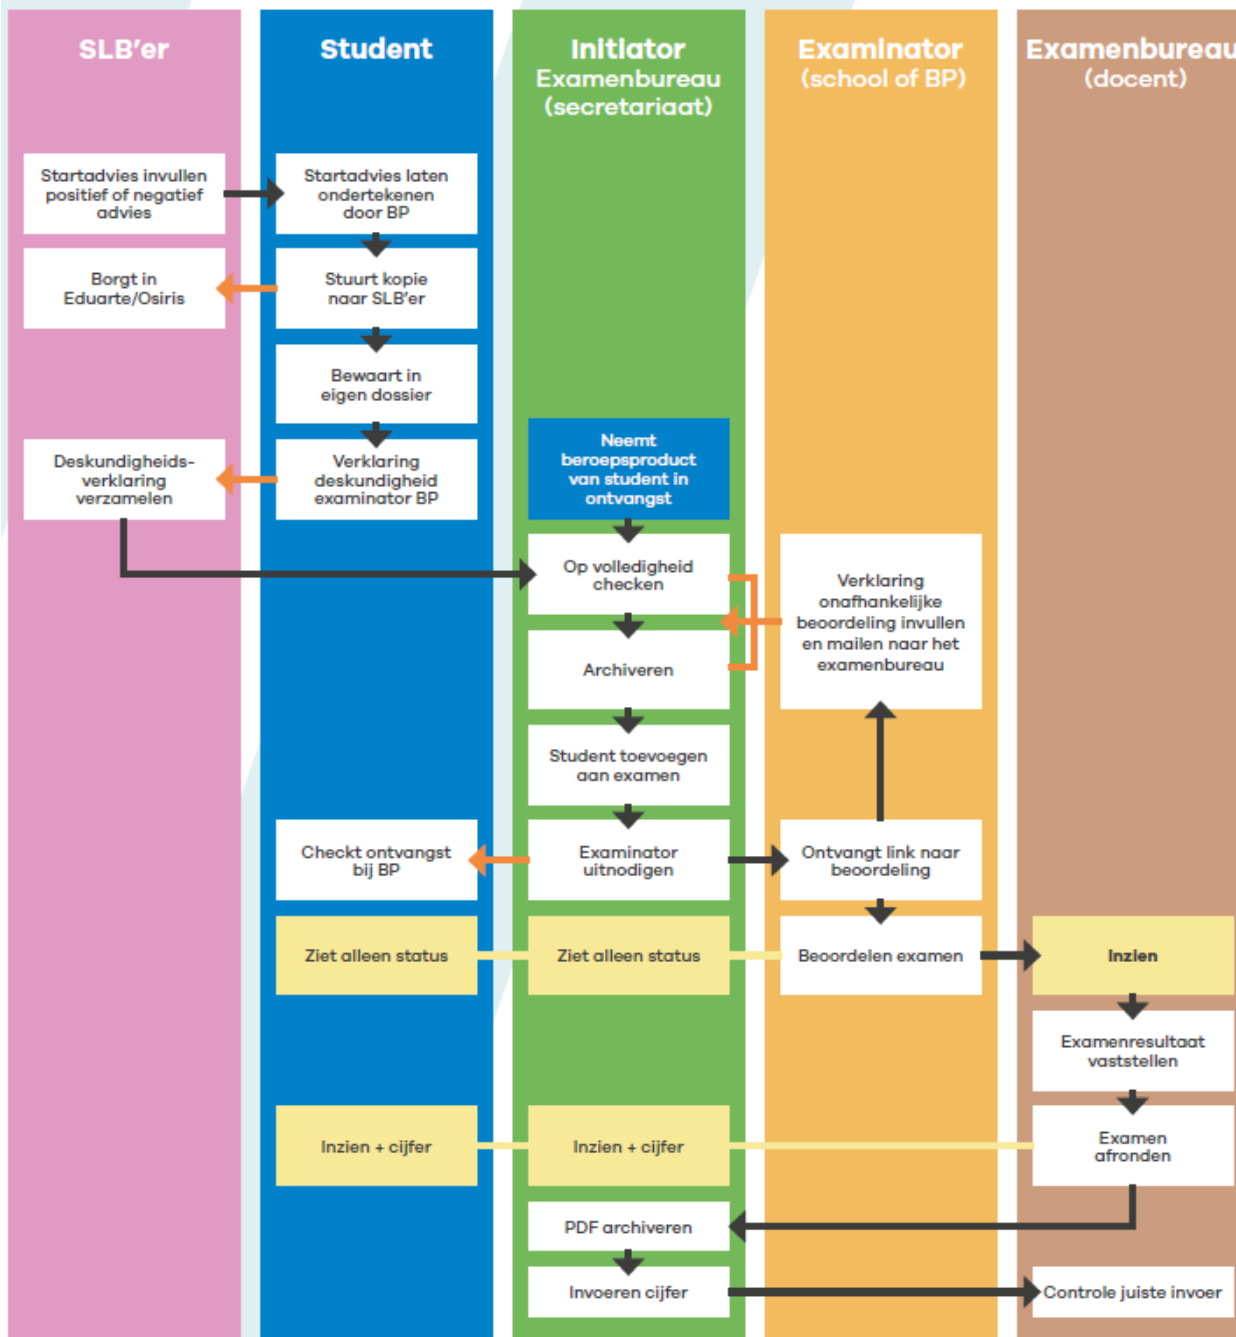 SLB'er
Student
Initiator
Examenbureau
(secretariaat)
Examinator
(school of BP)
Examenbureau
(docent)
Startadvies invullen
positief of negatief
advies
Startadvies laten
ondertekenen
door BP
Borgt in
Eduarte/Osiris
Stuurt kopie
naar SLB'er
Bewaart in
eigen dossier
Deskundigheids-
verklaring
verzamelen
Verklaring
deskundigheid
examinator BP
Neemt
beroepsproduct
van student in
ontvangst
Op volledigheid
checken
Verklaring
onafhankelijke
beoordeling invullen
en mailen naar het
examenbureau
Archiveren
Student toevoegen
aan examen
Checkt ontvangst
bij BP
Examinator
uitnodigen
Ontvangt link naar
beoordeling
Ziet alleen status
Ziet alleen status
Beoordelen examen
Inzien
Examenresultaat
vaststellen
Inzien + cijfer
Inzien + cijfer
Examen
afronden
PDF archiveren
Invoeren cijfer
Controle juiste invoer